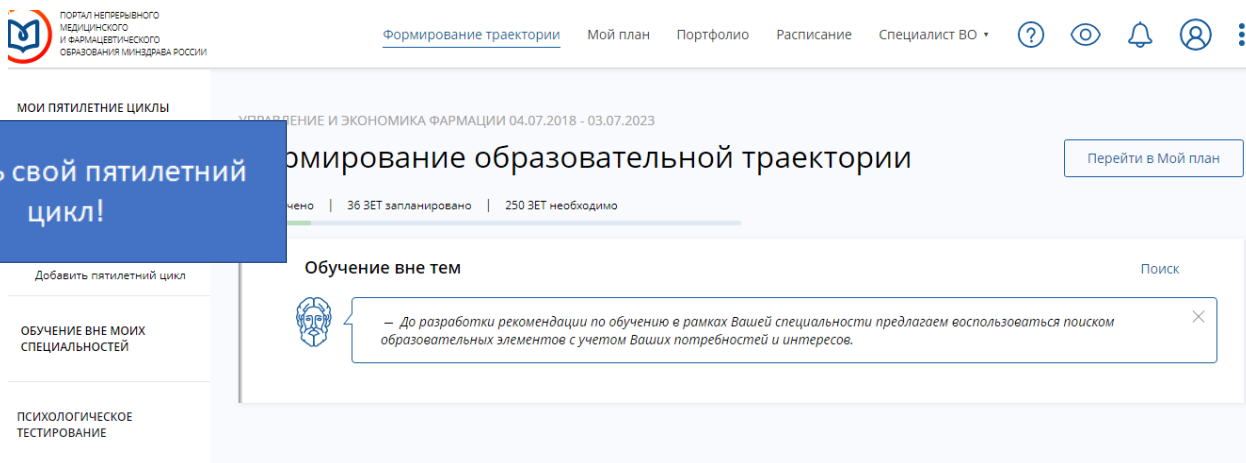 ПОРТАЛ НЕПРЕРЫВНОГО
МЕДИЦИНСКОГО
И ФАРМАЦЕВТИЧЕСКОГО
ОБРАЗОВАНИЯ МИНЗДРАВА РОССИИ
Формирование траектории Мой план Портфолио Расписание Специалист ВО
МОИ ПЯТИЛЕТНИЕ ЦИКЛЫ
УПРАВЛЕНИЕ И ЭКОНОМИКА ФАРМАЦИИ 04.07.2018 - 03.07.2023
рмирование образовательной траектории
Перейти в Мой план
ь свой пятилетний
цикл!
чено | 36 ЗЕТ запланировано | 250 ЗЕТ необходимо
Добавить пятилетний цикл
Обучение вне тем
Поиск
— До разработки рекомендации по обучению в рамках Вашей специальности предлагаем воспользоваться поиском
образовательных элементов с учетом Ваших потребностей и интересов.
ОБУЧЕНИЕ ВНЕ МОИХ
СПЕЦИАЛЬНОСТЕЙ
ПСИХОЛОГИЧЕСКОЕ
ТЕСТИРОВАНИЕ